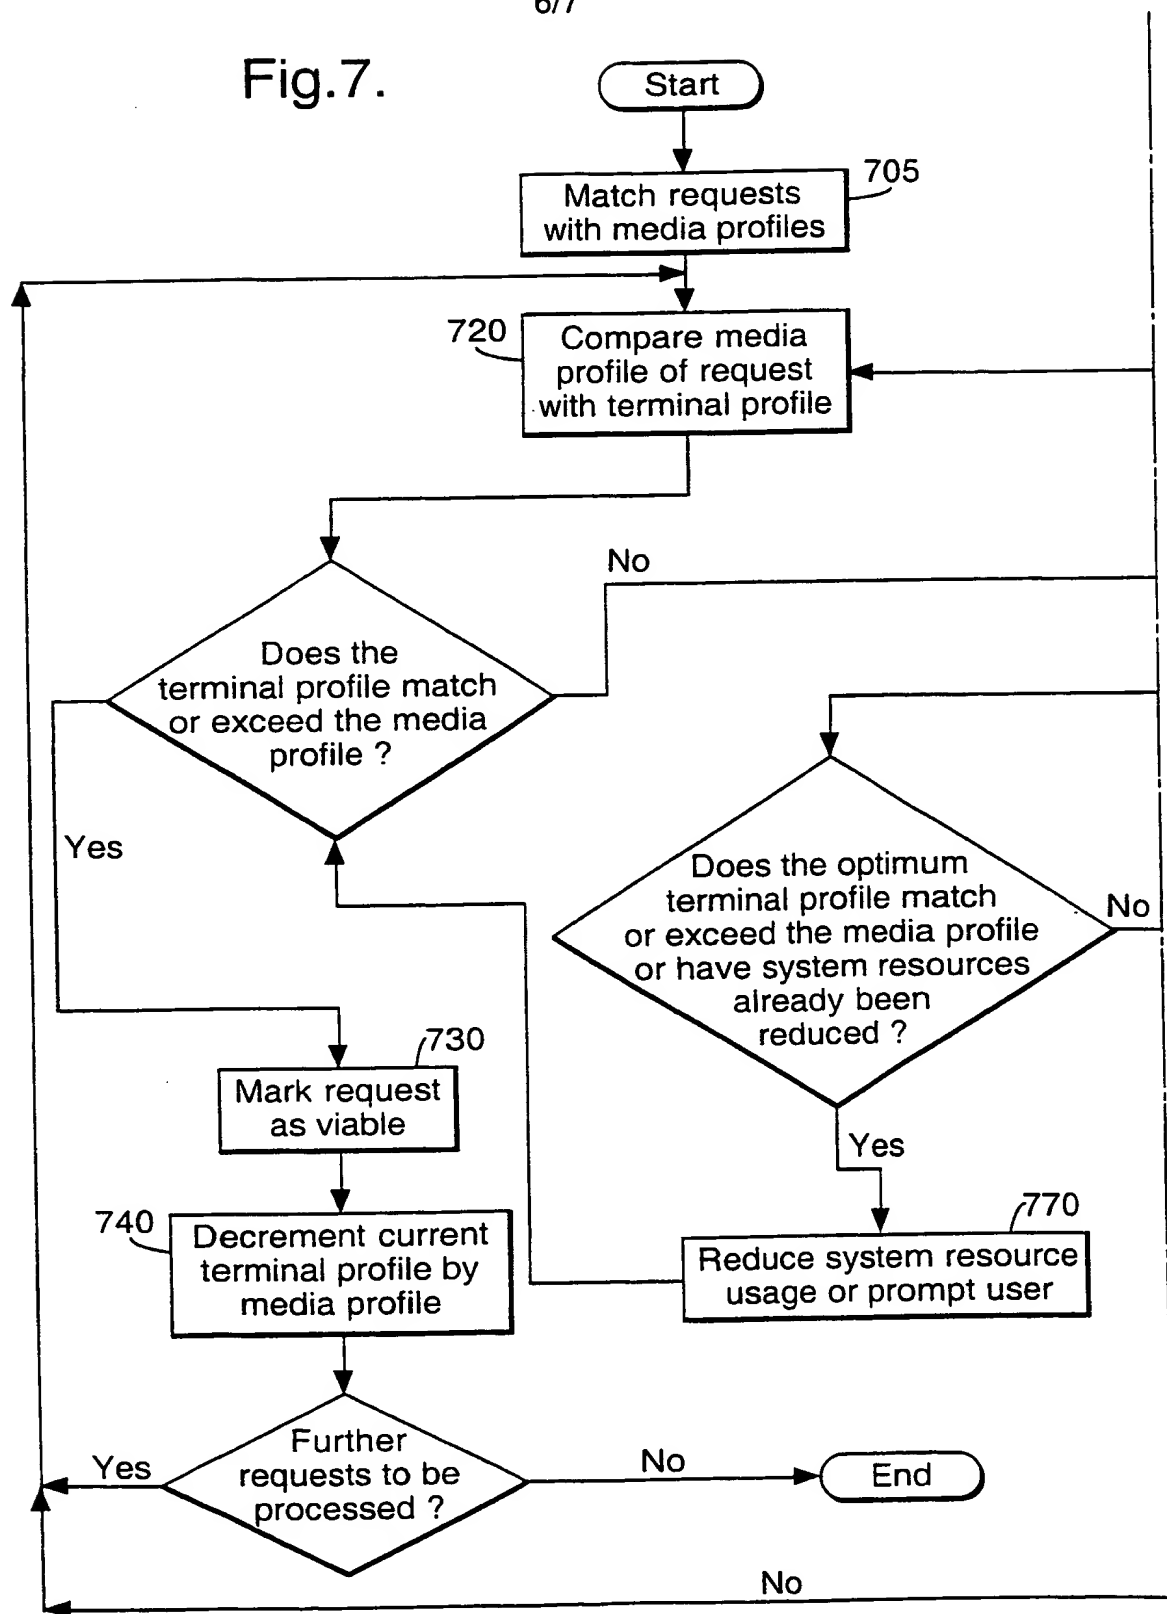 6/7
Fig.7.
Start
705
Match requests
with media profiles
720
Compare media
profile of request
with terminal profile
No
Does the
terminal profile match
or exceed the media
profile ?
Yes
Does the optimum
terminal profile match
or exceed the media profile
or have system resources
already been
reduced ?
No
730
Mark request
as viable
Yes
740
Decrement current
terminal profile by
media profile
770
Reduce system resource
usage or prompt user
Further
requests to be
processed ?
Yes
No
End
No